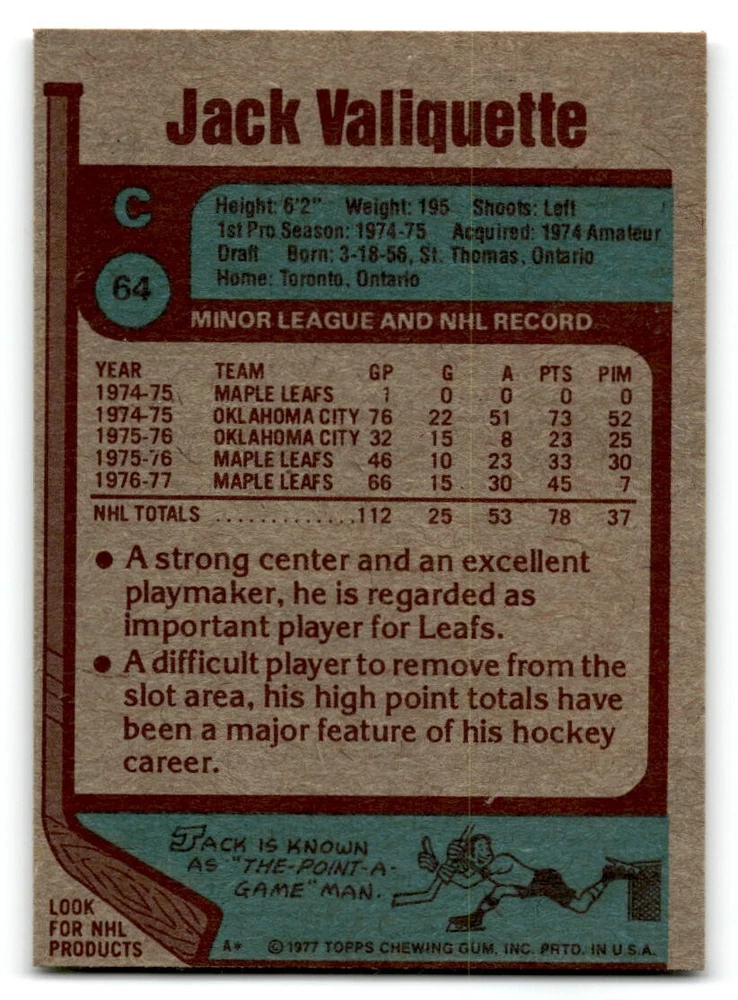 Jack Valiquette
C
64
Height: 6'2" Weight: 195 Shoots: Left
1st Pro Season: 1974-75 Acquired: 1974 Amateur
Draft Born: 3-18-56, St. Thomas, Ontario
Home: Toronto, Ontario
MINOR LEAGUE AND NHL RECORD
YEAR TEAM GP G A PTS PIM
1974-75 MAPLE LEAFS 1 0 0 0 0
1974-75 OKLAHOMA CITY 76 22 51 73 52
1975-76 OKLAHOMA CITY 32 15 8 23 25
1975-76 MAPLE LEAFS 46 10 23 33 30
1976-77 MAPLE LEAFS 66 15 30 45 7
NHL TOTALS ............112 25 53 78 37
● A strong center and an excellent
playmaker, he is regarded as
important player for Leafs.
● A difficult player to remove from the
slot area, his high point totals have
been a major feature of his hockey
career.
JACK IS KNOWN
AS "THE-POINT-A-
GAME" MAN.
LOOK
FOR NHL
PRODUCTS
A* © 1977 TOPPS CHEWING GUM, INC. PRTD. IN U.S.A.